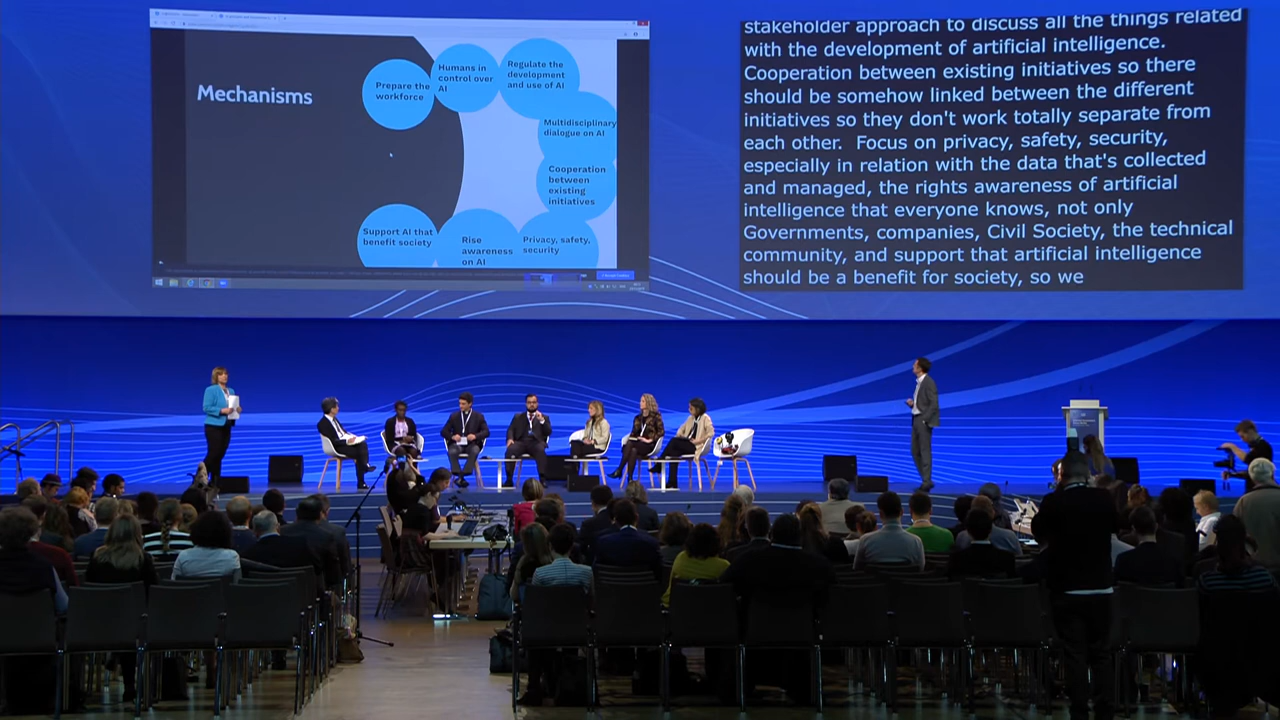 Mechanisms
Prepare the
workforce
Humans in
control over
AI
Regulate the
development
and use of AI
Multidisciplinary
dialogue on AI
Cooperation
between
existing
initiatives
Privacy, safety,
security
Rise
awareness
on AI
Support AI that
benefit society
stakeholder approach to discuss all the things related
with the development of artificial intelligence.
Cooperation between existing initiatives so there
should be somehow linked between the different
initiatives so they don't work totally separate from
each other.  Focus on privacy, safety, security,
especially in relation with the data that's collected
and managed, the rights awareness of artificial
intelligence that everyone knows, not only
Governments, companies, Civil Society, the technical
community, and support that artificial intelligence
should be a benefit for society, so we